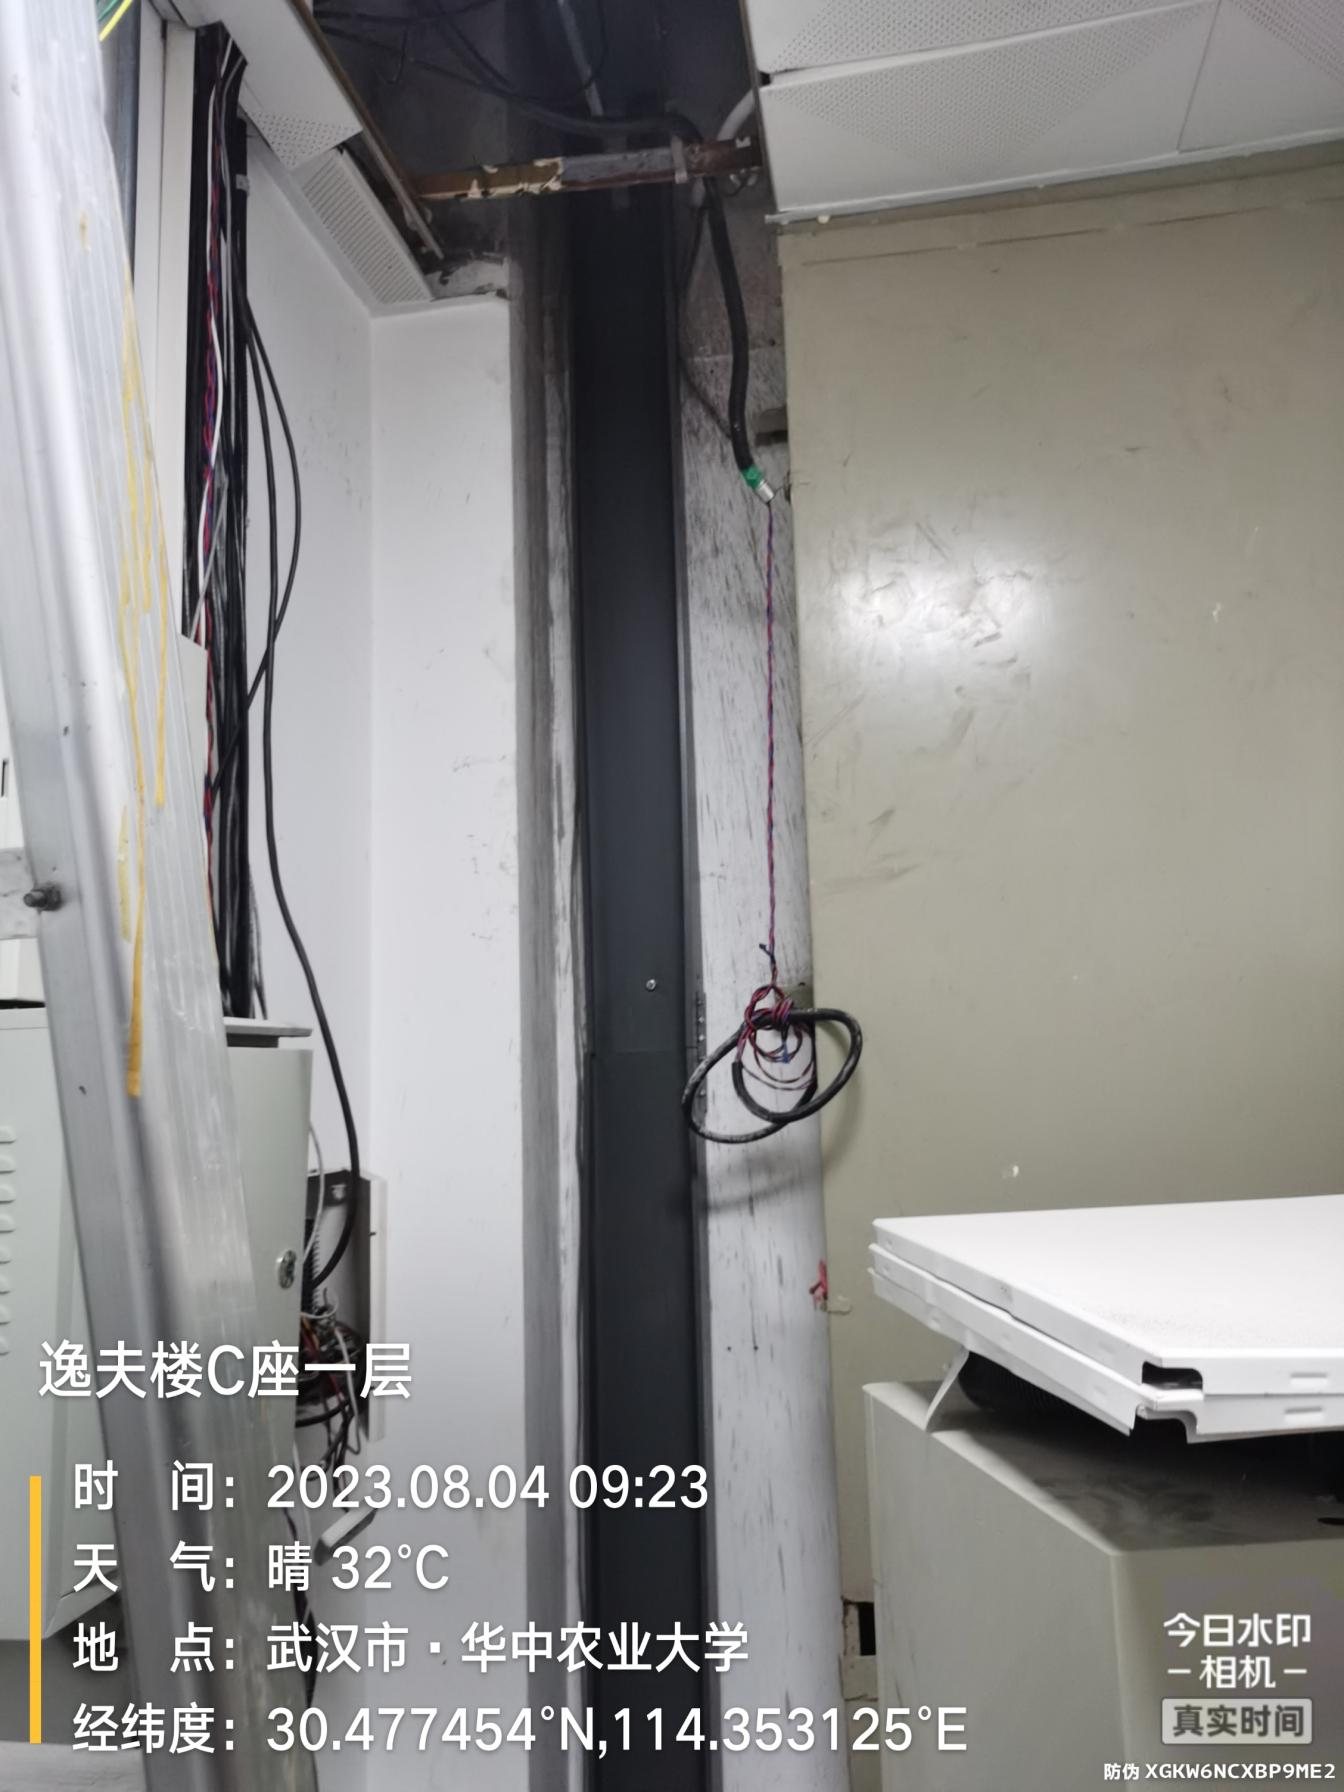 逸夫楼C座一层
时 间：2023.08.04 09:23
天 气：晴 32°C
地 点：武汉市·华中农业大学
经纬度：30.477454°N,114.353125°E
今日水印
-相机-
真实时间
防伪 XGKW6NCXBP9ME2